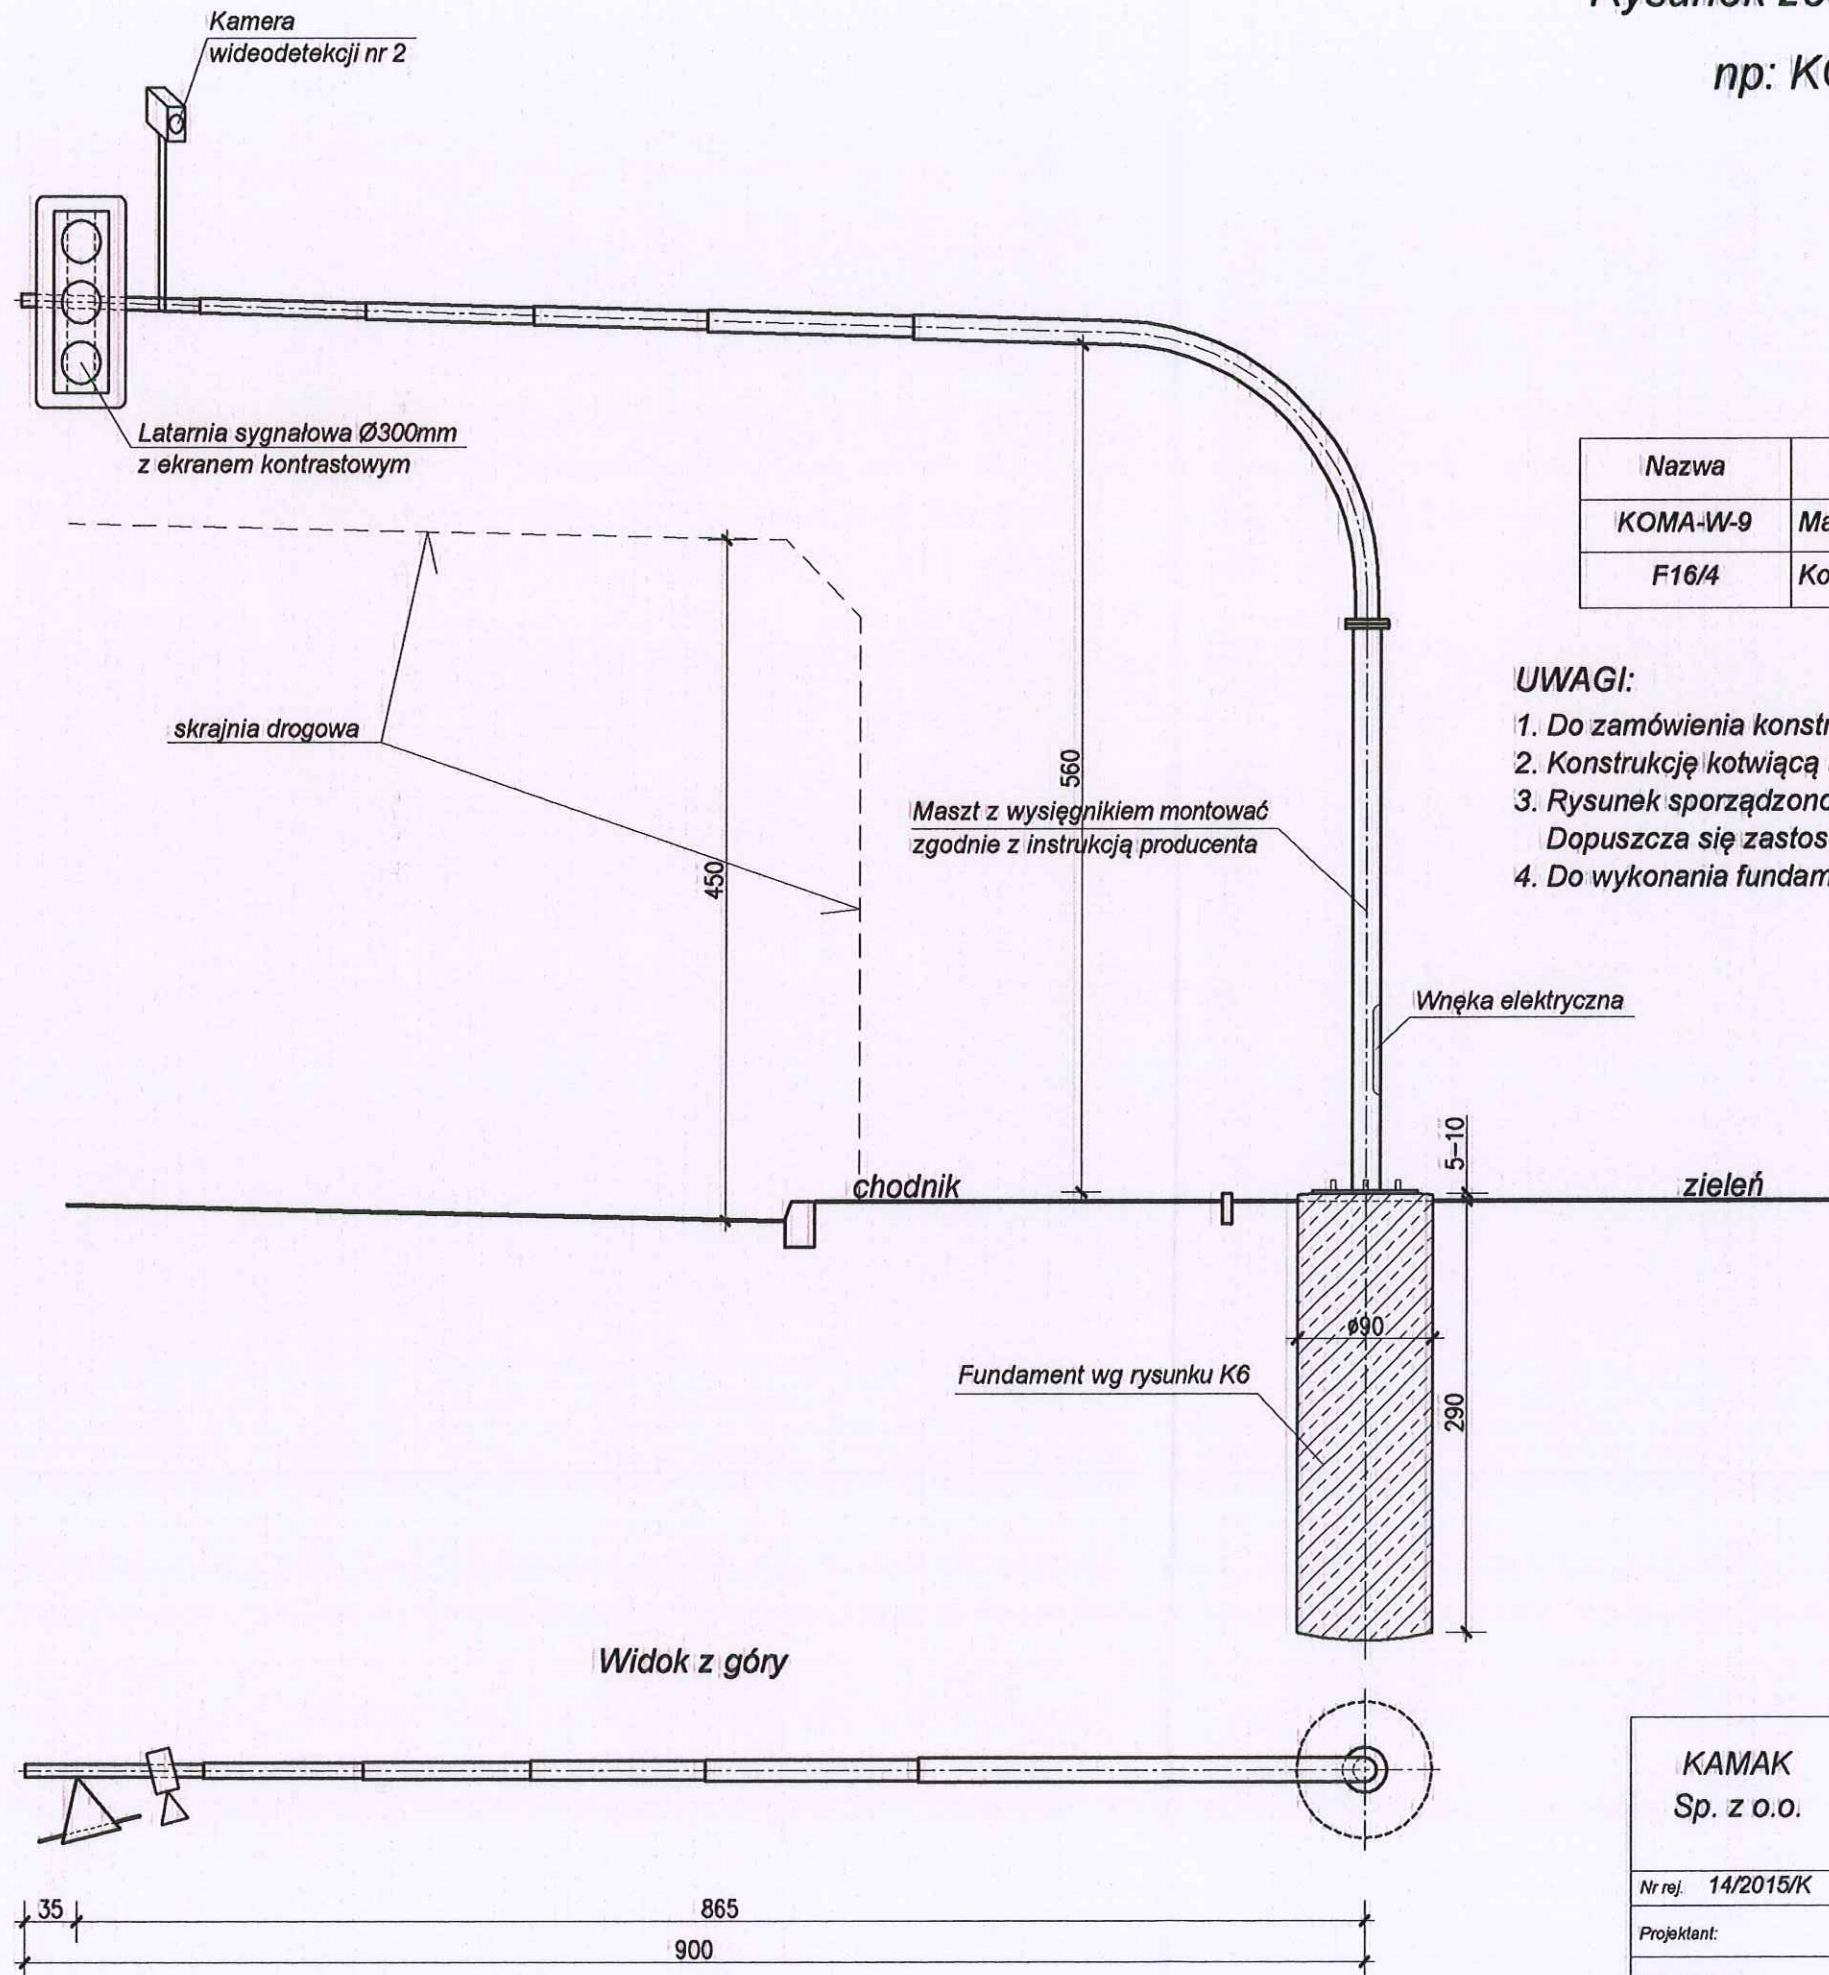 Rysunek
np:
Kamera
wideodetekcji nr 2
Latarnia sygnałowa Ø300mm
z ekranem kontrastowym
Nazwa
KOMA-W-9
F16/4
skrajnia drogowa
UWAGI:
1. Do zamówienia
2. Konstrukcję kotwiącą
3. Rysunek sporządzono
Dopuszcza się
4. Do wykonania
560
Maszt z wysięgnikiem montować
zgodnie z instrukcją producenta
450
Wnęka elektryczna
5-10
chodnik
zieleń
ø90
Fundament wg rysunku K6
290
Widok z góry
KAMAK
Sp. z o.o.
Nr rej. 14/2015/K
Projektant:
35
865
900